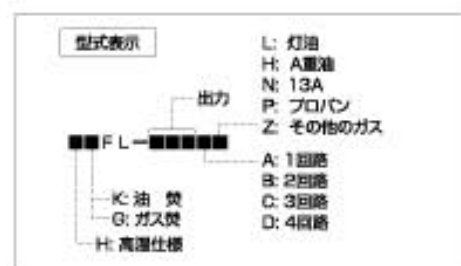 型式表示
L: 灯油
H: A重油
N: 13A
P: プロパン
Z: その他のガス
出力
■■FL-■■■■■
A: 1回路
B: 2回路
C: 3回路
D: 4回路
K: 油 焚
G: ガス焚
H: 高温仕様